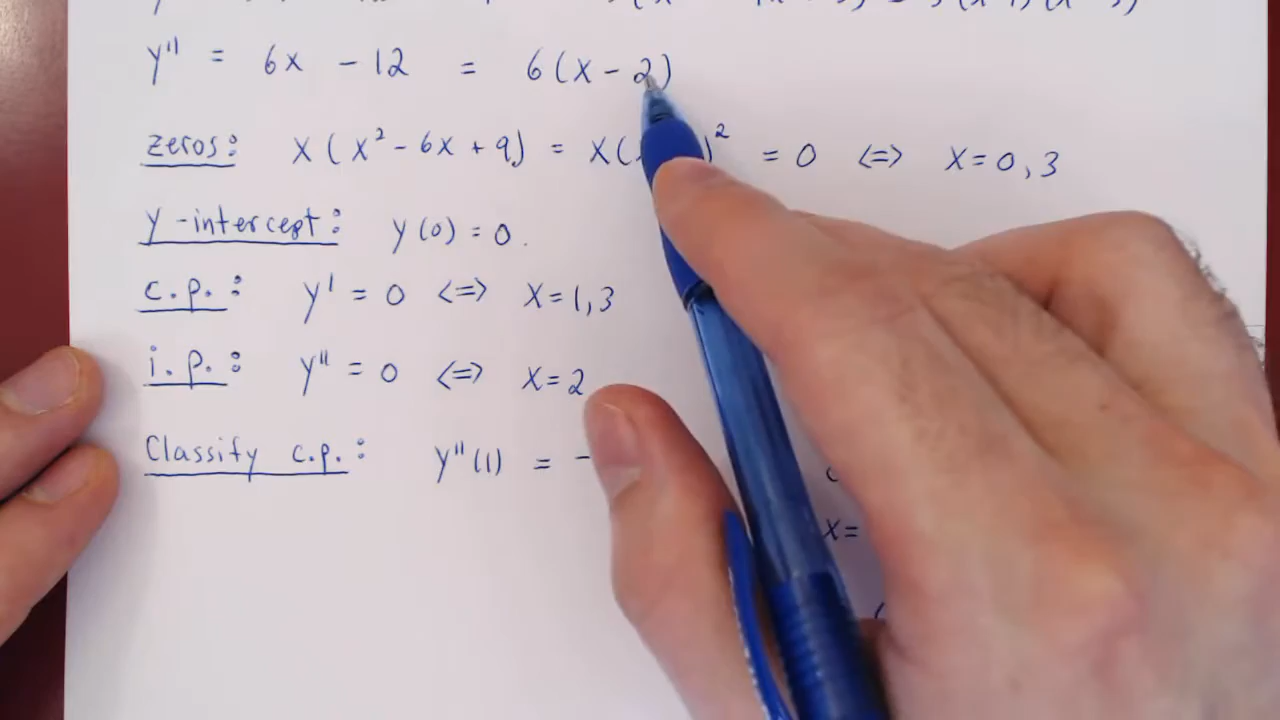 y'' = 6x - 12 = 6(x - 2)
zeros: x(x² - 6x + 9) = x( )² = 0 <=> x = 0, 3
y-intercept: y(0) = 0.
c.p.: y' = 0 <=> x = 1, 3
i.p.: y'' = 0 <=> x = 2
Classify c.p.: y''(1) = -
x =